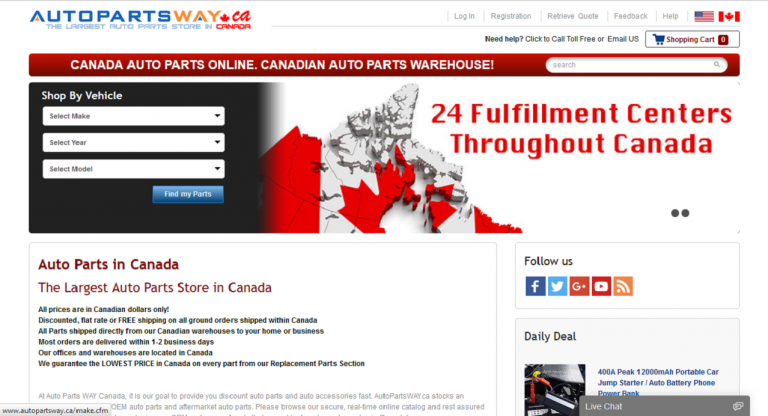 AUTOPARTSWAY.ca
THE LARGEST AUTO PARTS STORE IN CANADA
Log In | Registration | Retrieve Quote | Feedback | Help
Need help? Click to Call Toll Free or Email US
Shopping Cart 0
CANADA AUTO PARTS ONLINE. CANADIAN AUTO PARTS WAREHOUSE!
search
Shop By Vehicle
Select Make
Select Year
Select Model
Find my Parts
24 Fulfillment Centers
Throughout Canada
Auto Parts in Canada
The Largest Auto Parts Store in Canada
All prices are in Canadian dollars only!
Discounted, flat rate or FREE shipping on all ground orders shipped within Canada
All Parts shipped directly from our Canadian warehouses to your home or business
Most orders are delivered within 1-2 business days
Our offices and warehouses are located in Canada
We guarantee the LOWEST PRICE in Canada on every part from our Replacement Parts Section
At Auto Parts WAY Canada, it is our goal to provide you discount auto parts and auto accessories fast. AutoPartsWAY.ca stocks an
OEM auto parts and aftermarket auto parts. Please browse our secure, real-time online catalog and rest assured
Follow us
Daily Deal
400A Peak 12000mAh Portable Car
Jump Starter / Auto Battery Phone
Power Bank
Live Chat
www.autopartsway.ca/make.cfm